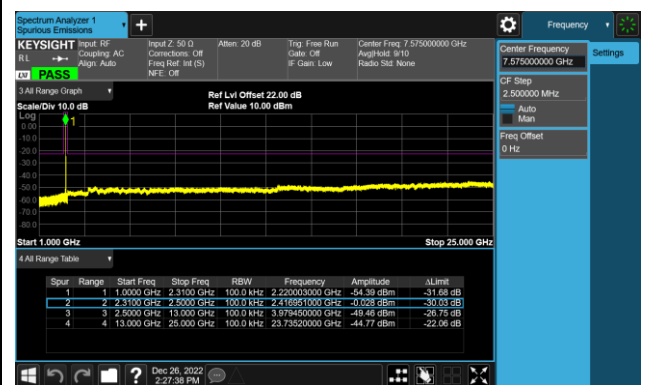 Spectrum Analyzer 1
Spurious Emissions
Frequency
KEYSIGHT
Input: RF
Coupling: AC
Align: Auto
Input Z: 50 Ω
Corrections: Off
Freq Ref: Int (S)
NFE: Off
Atten: 20 dB
Trig: Free Run
Gate: Off
IF Gain: Low
Center Freq: 7.575000000 GHz
Avg|Hold: 9/10
Radio Std: None
RL
LXI
PASS
Center Frequency
7.575000000 GHz
Settings
CF Step
2.500000 MHz
Auto
Man
Freq Offset
0 Hz
3 All Range Graph
Scale/Div 10.0 dB
Ref Lvl Offset 22.00 dB
Ref Value 10.00 dBm
Log
1
0.00
-10.0
-20.0
-30.0
-40.0
-50.0
-60.0
-70.0
-80.0
Start 1.000 GHz
Stop 25.000 GHz
4 All Range Table
Spur Range Start Freq Stop Freq RBW Frequency Amplitude ΔLimit
1 1 1.0000 GHz 2.3100 GHz 100.0 kHz 2.220003000 GHz -54.39 dBm -31.68 dB
2 2 2.3100 GHz 2.5000 GHz 100.0 kHz 2.416951000 GHz -0.028 dBm -30.03 dB
3 3 2.5000 GHz 13.000 GHz 100.0 kHz 3.979450000 GHz -49.46 dBm -26.75 dB
4 4 13.000 GHz 25.000 GHz 100.0 kHz 23.73520000 GHz -44.77 dBm -22.06 dB
?
Dec 26, 2022
2:27:38 PM